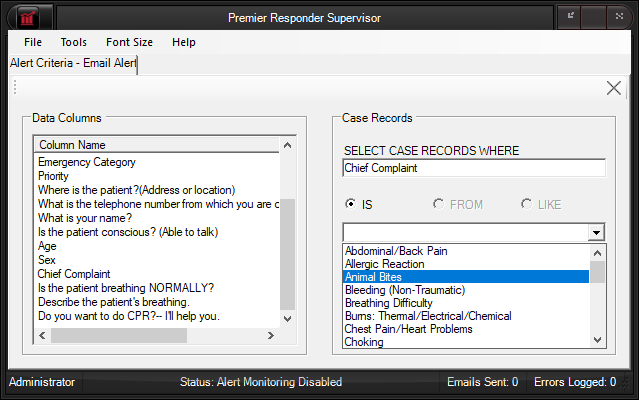 Premier Responder Supervisor
File Tools Font Size Help
Alert Criteria - Email Alert
Data Columns
Column Name
Emergency Category
Priority
Where is the patient?(Address or location)
What is the telephone number from which you are c
What is your name?
Is the patient conscious? (Able to talk)
Age
Sex
Chief Complaint
Is the patient breathing NORMALLY?
Describe the patient's breathing.
Do you want to do CPR?-- I'll help you.
Case Records
SELECT CASE RECORDS WHERE
Chief Complaint
IS FROM LIKE
Abdominal/Back Pain
Allergic Reaction
Animal Bites
Bleeding (Non-Traumatic)
Breathing Difficulty
Burns: Thermal/Electrical/Chemical
Chest Pain/Heart Problems
Choking
Administrator Status: Alert Monitoring Disabled Emails Sent: 0 Errors Logged: 0